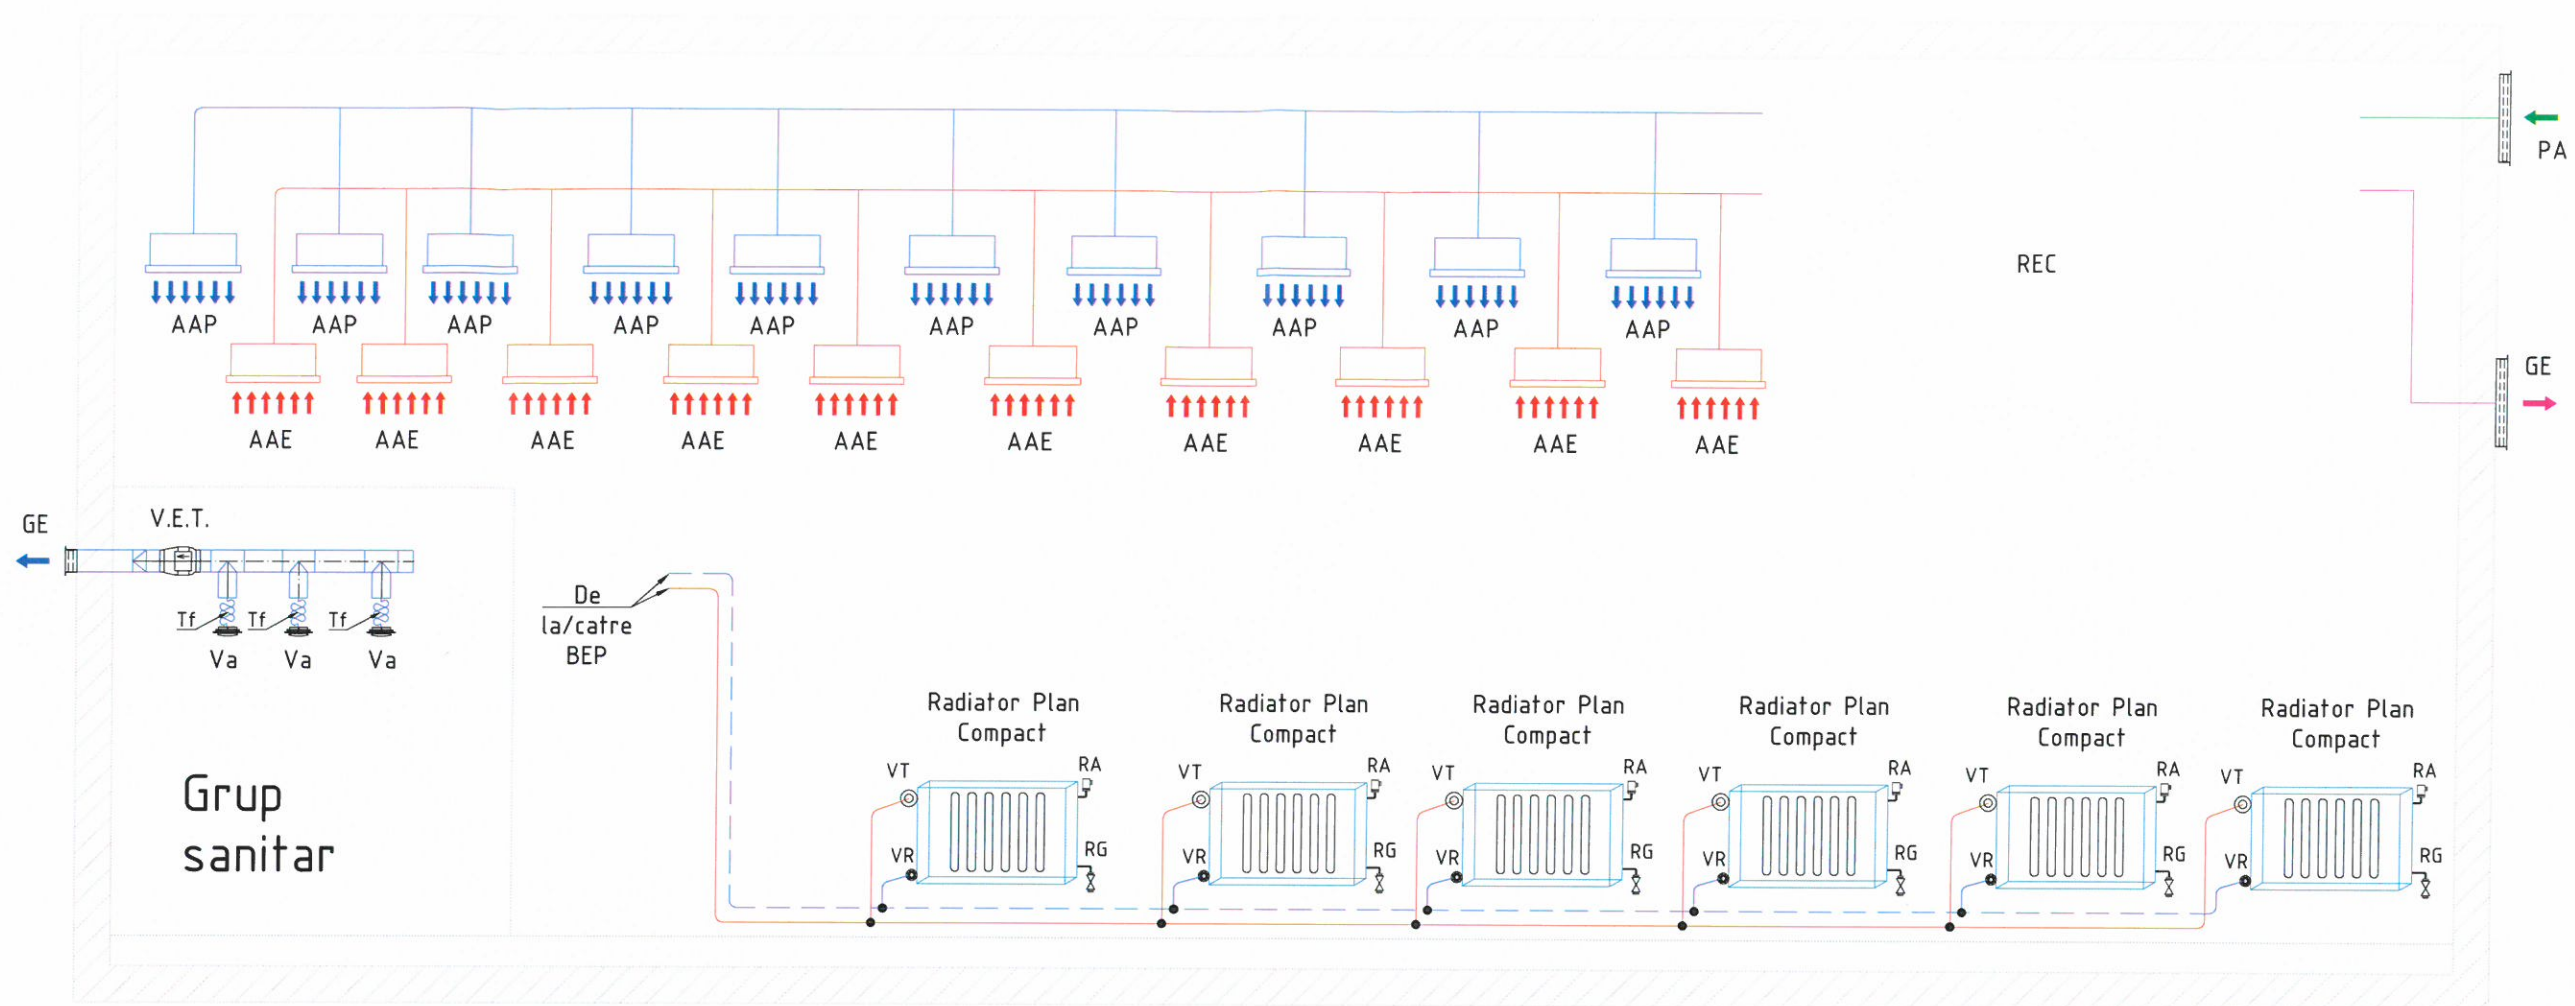 PA
REC
AAP AAP AAP AAP AAP AAP AAP AAP AAP AAP
GE
AAE AAE AAE AAE AAE AAE AAE AAE AAE AAE
GE
V.E.T.
Tf Tf Tf
Va Va Va
De
la/catre
BEP
Grup
sanitar
Radiator Plan
Compact
VT
RA
VR
RG
Radiator Plan
Compact
VT
RA
VR
RG
Radiator Plan
Compact
VT
RA
VR
RG
Radiator Plan
Compact
VT
RA
VR
RG
Radiator Plan
Compact
VT
RA
VR
RG
Radiator Plan
Compact
VT
RA
VR
RG